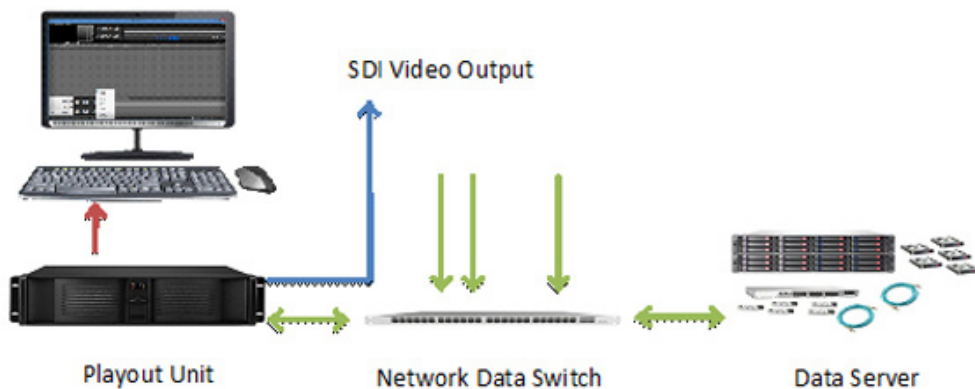 SDI Video Output
Playout Unit
Network Data Switch
Data Server